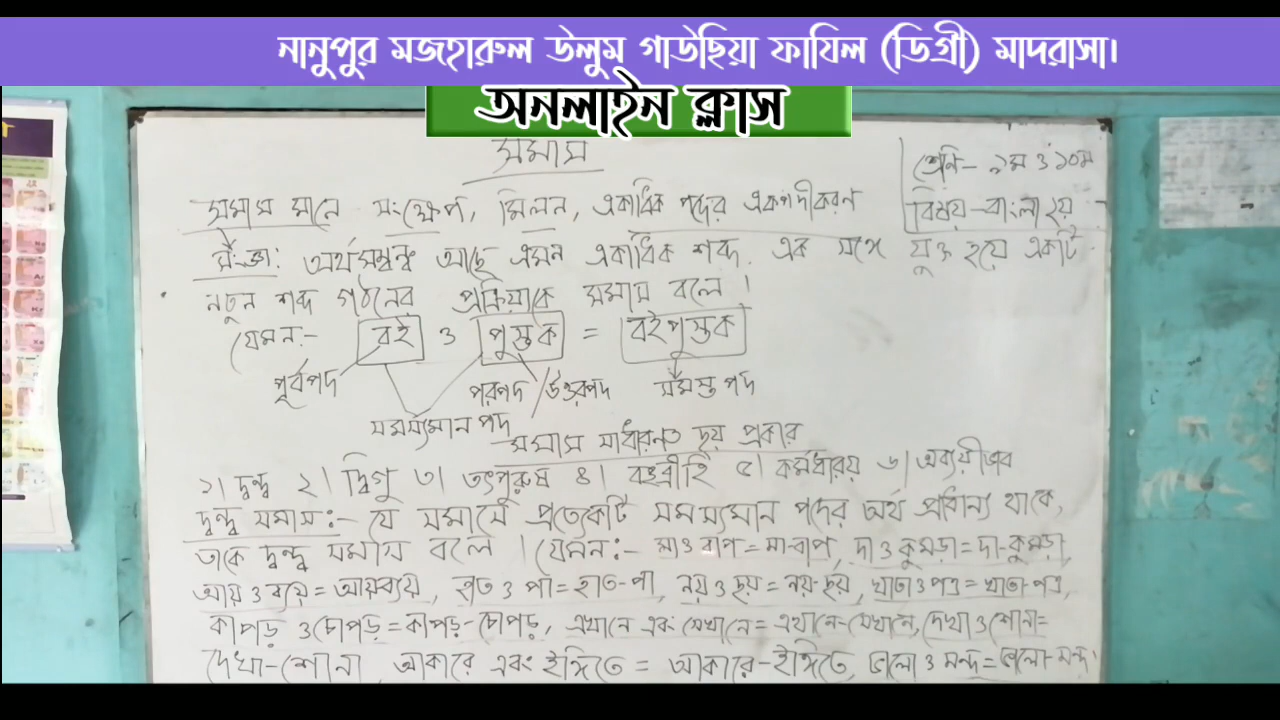 নানুপুর মজহারুল উলুম গাউছিয়া ফাযিল (ডিগ্রী) মাদরাসা।
অনলাইন ক্লাস
সমাস
শ্রেনি- ৯ম ও ১০ম
বিষয়-বাংলা ২য়
সমাস মানে সংক্ষেপ, মিলন, একাধিক পদের একপদীকরণ
সংজ্ঞা: অর্থসম্বন্ধ আছে এমন একাধিক শব্দ এক সঙ্গে যুক্ত হয়ে একটি
নতুন শব্দ গঠনের প্রক্রিয়াকে সমাস বলে।
যেমন:- বই ও পুস্তক = বইপুস্তক
পূর্বপদ পরপদ / উত্তরপদ সমস্ত পদ
সমস্যমান পদ
সমাস সাধারনত ছয় প্রকার
১। দ্বন্দ্ব ২। দ্বিগু ৩। তৎপুরুষ ৪। বহুব্রীহি ৫। কর্মধারয় ৬। অব্যয়ীভাব
দ্বন্দ্ব সমাস:- যে সমাসে প্রত্যেকটি সমস্যমান পদের অর্থ প্রাধান্য থাকে,
তাকে দ্বন্দ্ব সমাস বলে। যেমন:- মা ও বাপ = মা-বাপ, দা ও কুমড়া = দা-কুমড়া,
আয় ও ব্যয় = আয়ব্যয়, হাত ও পা = হাত-পা, নয় ও ছয় = নয়-ছয়, খাতা ও পত্র = খাতা-পত্র,
কাপড় ও চোপড় = কাপড়-চোপড়, এখানে এবং সেখানে = এখানে-সেখানে, দেখা ও শোনা =
দেখা-শোনা, আকারে এবং ইঙ্গিতে = আকারে-ইঙ্গিতে, ভালো ও মন্দ = ভালো-মন্দ।